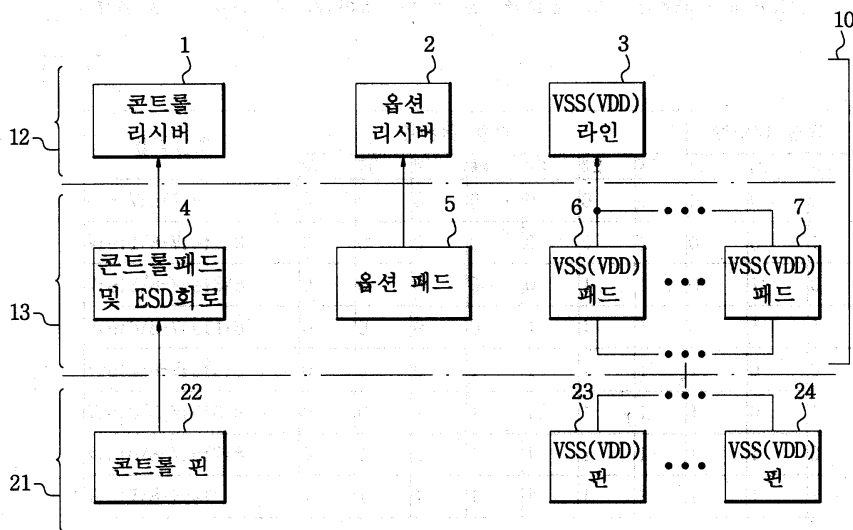 10
1
2
3
콘트롤
리시버
옵션
리시버
VSS(VDD)
라인
12
4
5
6
7
콘트롤패드
및 ESD회로
옵션 패드
VSS(VDD)
패드
VSS(VDD)
패드
13
22
23
24
콘트롤 핀
VSS(VDD)
핀
VSS(VDD)
핀
21